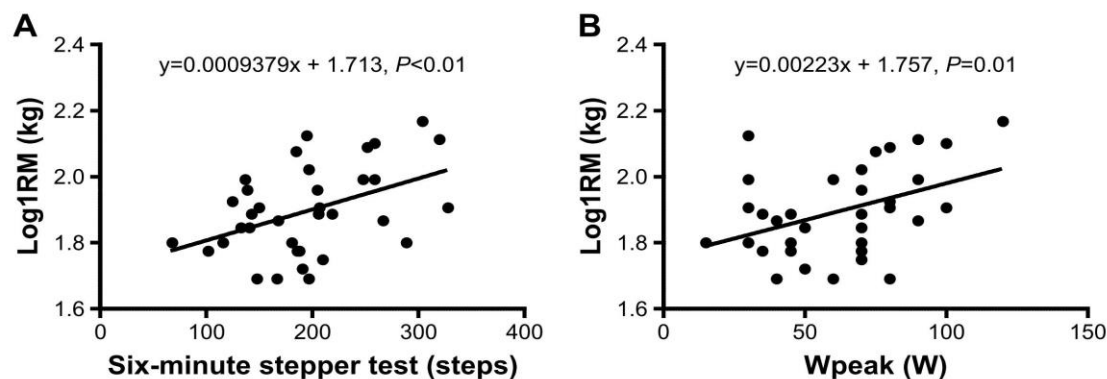 A
y=0.0009379x + 1.713, P<0.01
Log1RM (kg)
2.4
2.2
2.0
1.8
1.6
0 100 200 300 400
Six-minute stepper test (steps)
B
y=0.00223x + 1.757, P=0.01
Log1RM (kg)
2.4
2.2
2.0
1.8
1.6
0 50 100 150
Wpeak (W)